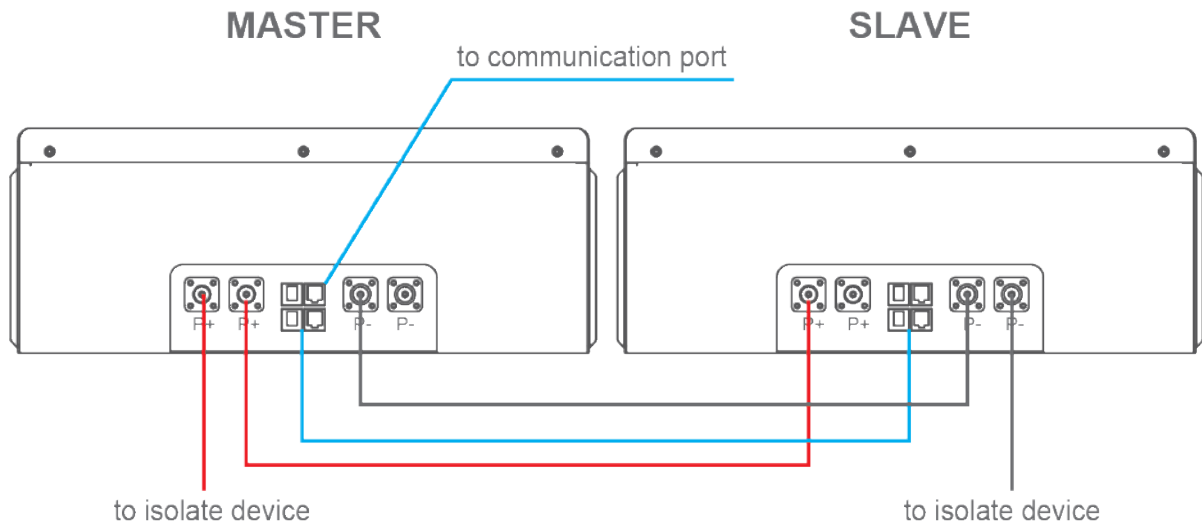 MASTER
SLAVE
to communication port
P+ P+ P- P-
P+ P+ P- P-
to isolate device
to isolate device